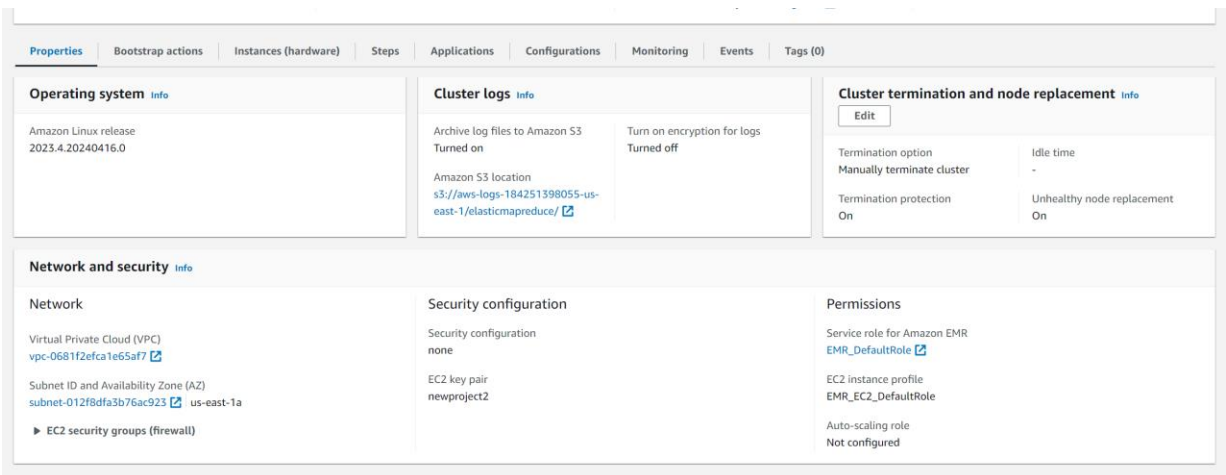 Properties
Bootstrap actions
Instances (hardware)
Steps
Applications
Configurations
Monitoring
Events
Tags (0)
Operating system Info
Amazon Linux release
2023.4.20240416.0
Cluster logs Info
Archive log files to Amazon S3
Turned on
Amazon S3 location
s3://aws-logs-184251398055-us-
east-1/elasticmapreduce/
Turn on encryption for logs
Turned off
Cluster termination and node replacement Info
Edit
Termination option
Manually terminate cluster
Idle time
-
Termination protection
On
Unhealthy node replacement
On
Network and security Info
Network
Virtual Private Cloud (VPC)
vpc-0681f2efca1e65af7
Subnet ID and Availability Zone (AZ)
subnet-012f8dfa3b76ac923 us-east-1a
EC2 security groups (firewall)
Security configuration
Security configuration
none
EC2 key pair
newproject2
Permissions
Service role for Amazon EMR
EMR_DefaultRole
EC2 instance profile
EMR_EC2_DefaultRole
Auto-scaling role
Not configured